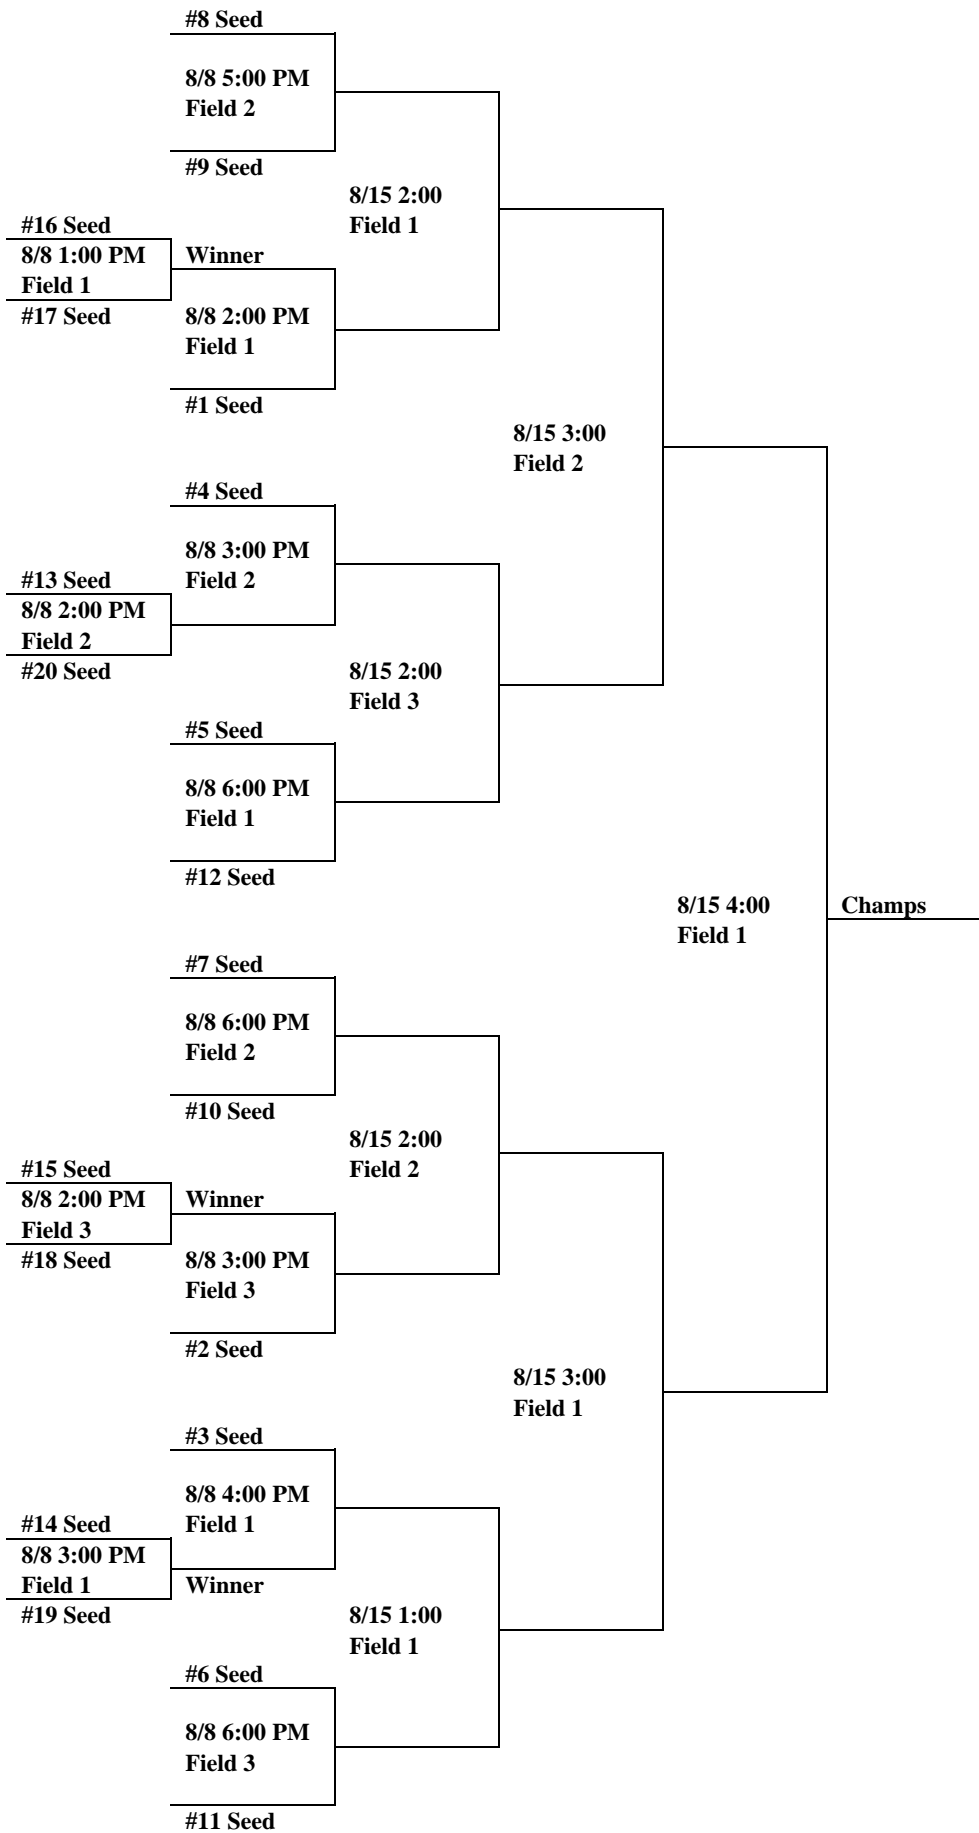 #8 Seed
8/8 5:00 PM
Field 2
#9 Seed
8/15 2:00
Field 1
#16 Seed
8/8 1:00 PM
Field 1
#17 Seed
Winner
8/8 2:00 PM
Field 1
#1 Seed
8/15 3:00
Field 2
#4 Seed
8/8 3:00 PM
Field 2
#13 Seed
8/8 2:00 PM
Field 2
#20 Seed
8/15 2:00
Field 3
#5 Seed
8/8 6:00 PM
Field 1
#12 Seed
8/15 4:00
Field 1
Champs
#7 Seed
8/8 6:00 PM
Field 2
#10 Seed
8/15 2:00
Field 2
#15 Seed
8/8 2:00 PM
Field 3
#18 Seed
Winner
8/8 3:00 PM
Field 3
#2 Seed
8/15 3:00
Field 1
#3 Seed
8/8 4:00 PM
Field 1
#14 Seed
8/8 3:00 PM
Field 1
#19 Seed
Winner
8/15 1:00
Field 1
#6 Seed
8/8 6:00 PM
Field 3
#11 Seed